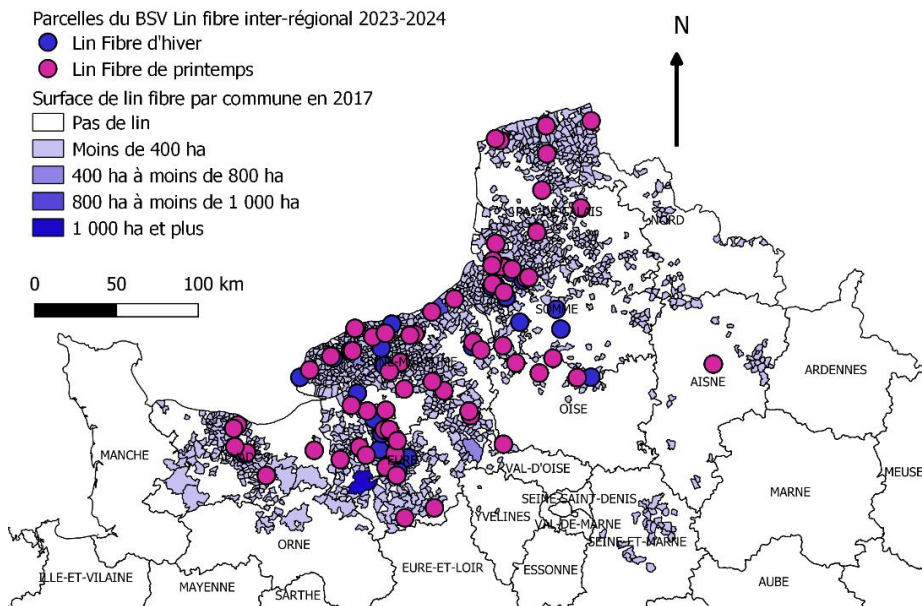 Parcelles du BSV Lin fibre inter-régional 2023-2024
Lin Fibre d'hiver
Lin Fibre de printemps
Surface de lin fibre par commune en 2017
Pas de lin
Moins de 400 ha
400 ha à moins de 800 ha
800 ha à moins de 1 000 ha
1 000 ha et plus
0 50 100 km
N
NORD
SOMME
AISNE
ARDENNES
OISE
MANCHE
EURE
VAL-D'OISE
MEUSE
SEINE-SAINT-DENIS
MARNE
YVELINES
VAL-DE-MARNE
SEINE-ET-MARNE
ORNE
EURE-ET-LOIR
ESSONNE
ILLE-ET-VILAINE
MAYENNE
SARTHE
AUBE